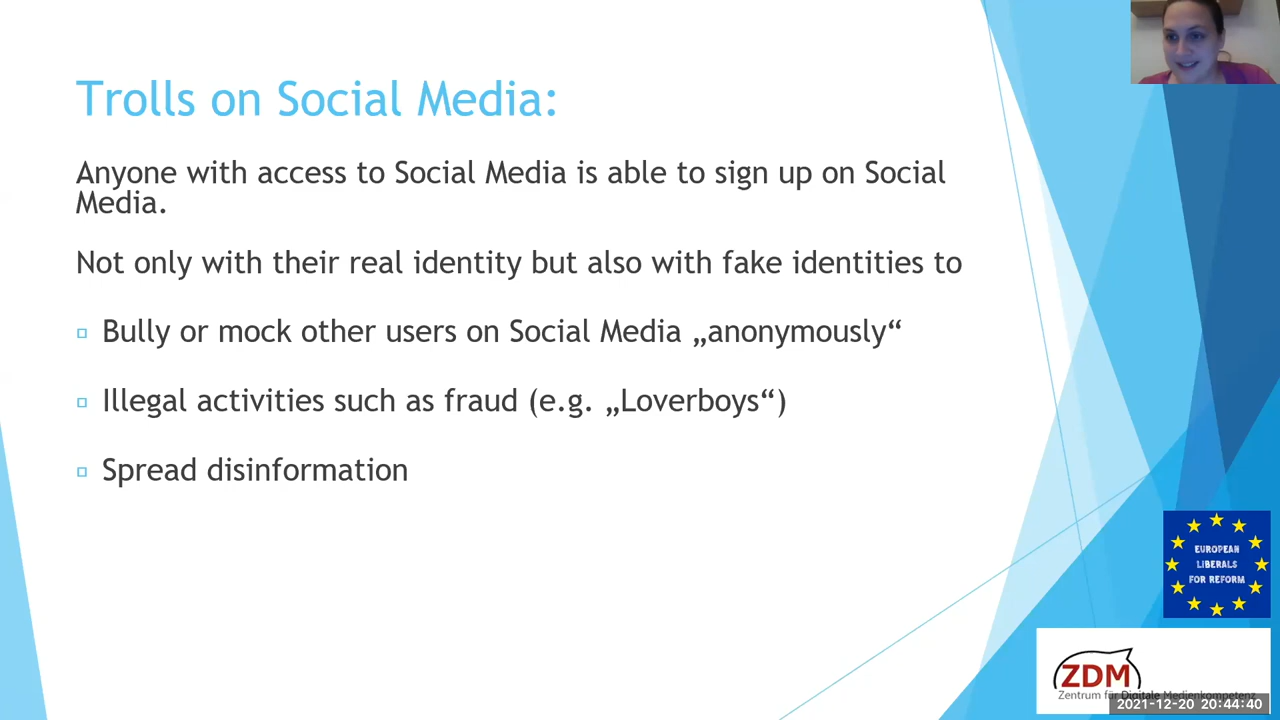 Trolls on Social Media:
Anyone with access to Social Media is able to sign up on Social
Media.
Not only with their real identity but also with fake identities to
Bully or mock other users on Social Media „anonymously“
Illegal activities such as fraud (e.g. „Loverboys“)
Spread disinformation
EUROPEAN
LIBERALS
FOR REFORM
ZDM
Zentrum für Digitale Medienkompetenz
2021-12-20 20:44:40